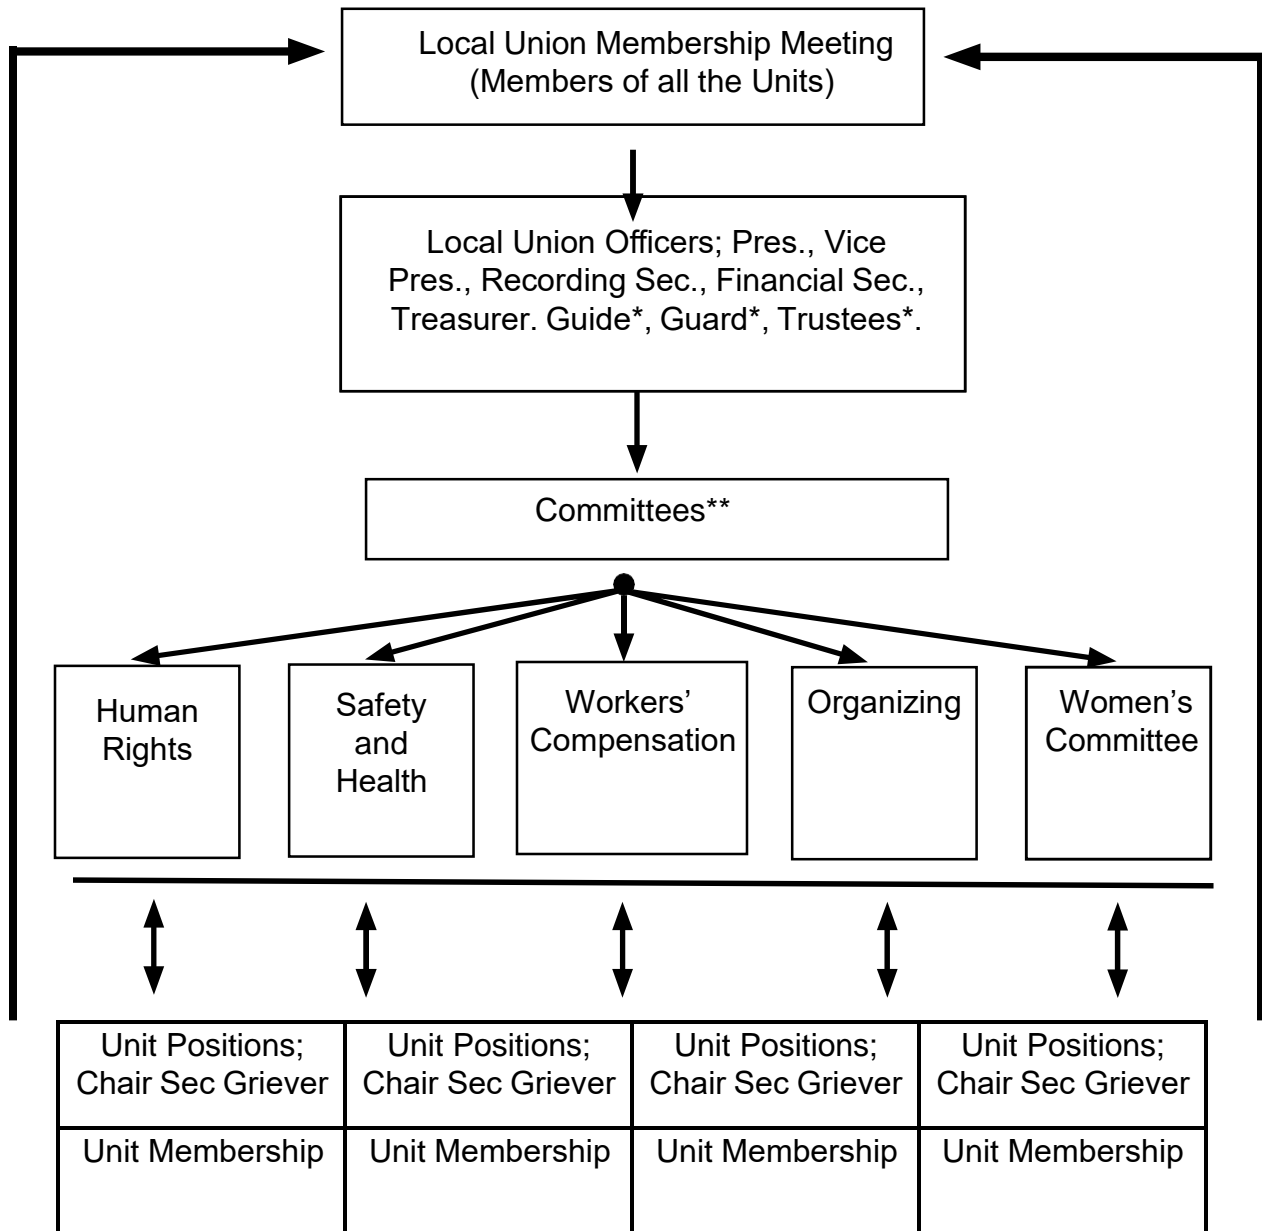 Local Union Membership Meeting
(Members of all the Units)
Local Union Officers; Pres., Vice
Pres., Recording Sec., Financial Sec.,
Treasurer. Guide*, Guard*, Trustees*.
Committees**
Human
Rights
Safety
and
Health
Workers’
Compensation
Organizing
Women’s
Committee
Unit Positions;
Chair Sec Griever
Unit Positions;
Chair Sec Griever
Unit Positions;
Chair Sec Griever
Unit Positions;
Chair Sec Griever
Unit Membership
Unit Membership
Unit Membership
Unit Membership